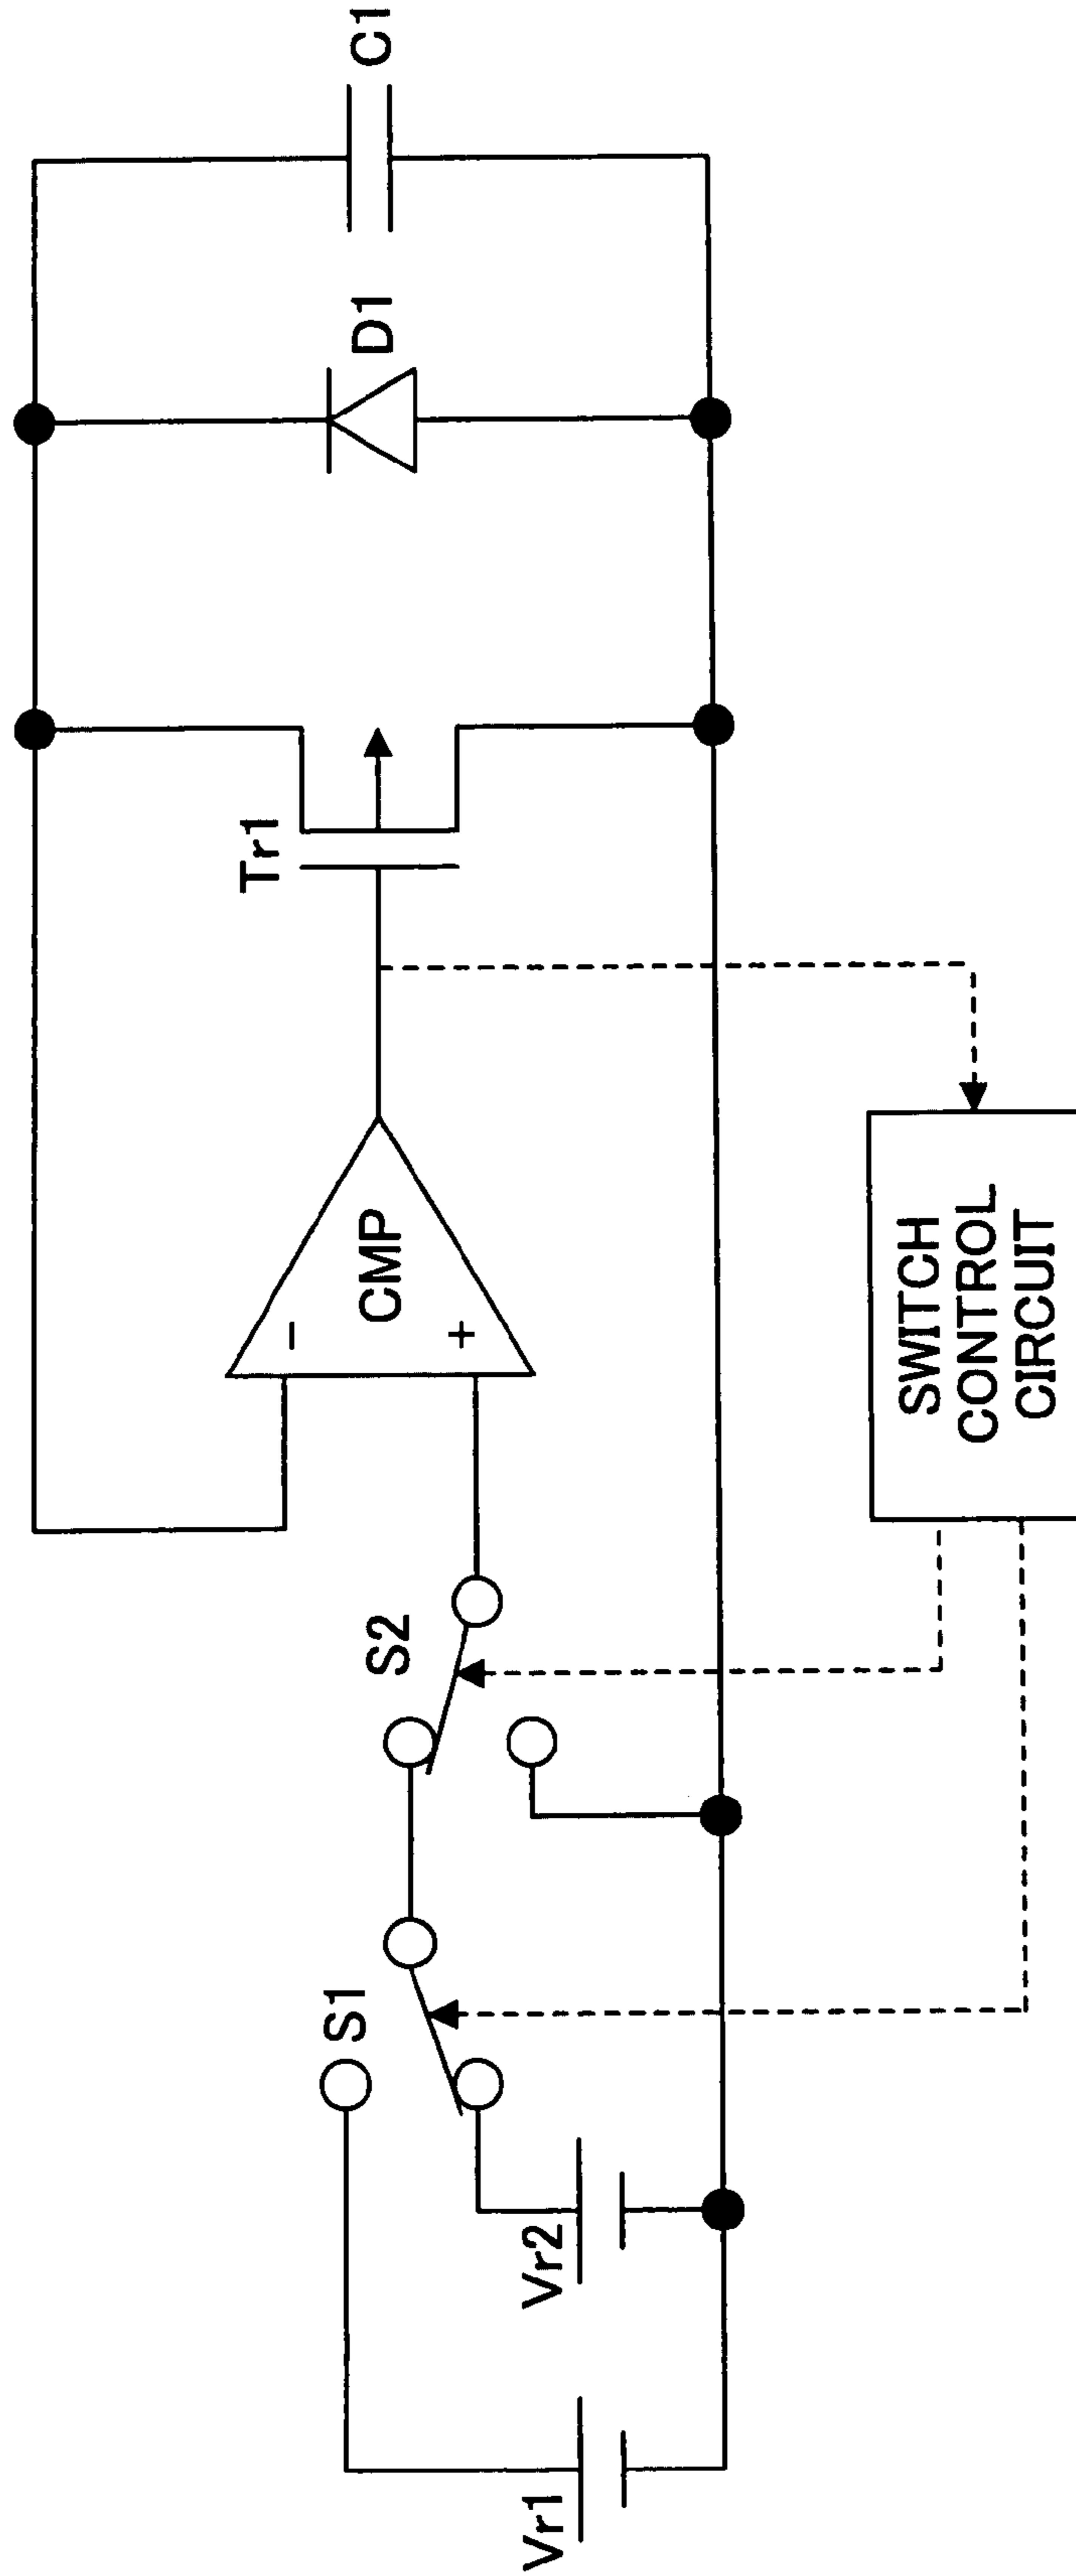 Vr1
Vr2
S1
S2
-
+
CMP
Tr1
D1
C1
SWITCH
CONTROL
CIRCUIT